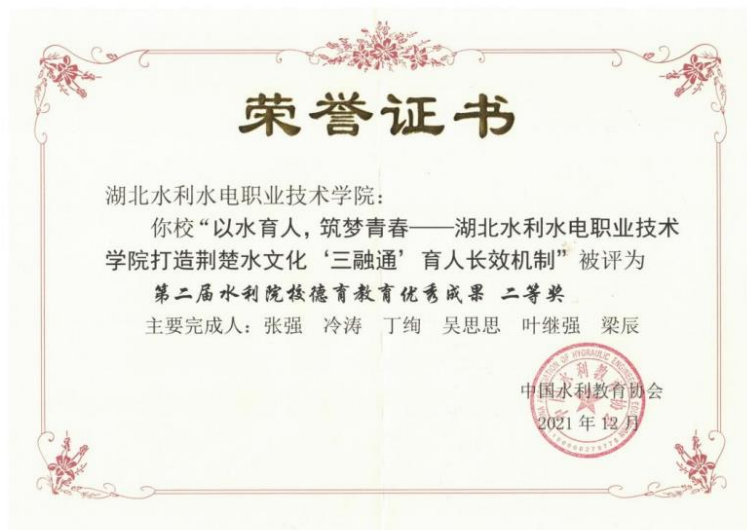 荣誉证书
湖北水利水电职业技术学院：
你校“以水育人，筑梦青春——湖北水利水电职业技术
学院打造荆楚水文化‘三融通’育人长效机制”被评为
第二届水利院校德育教育优秀成果 二等奖
主要完成人：张强 冷涛 丁绚 吴思思 叶继强 梁辰
中国水利教育协会
2021年12月